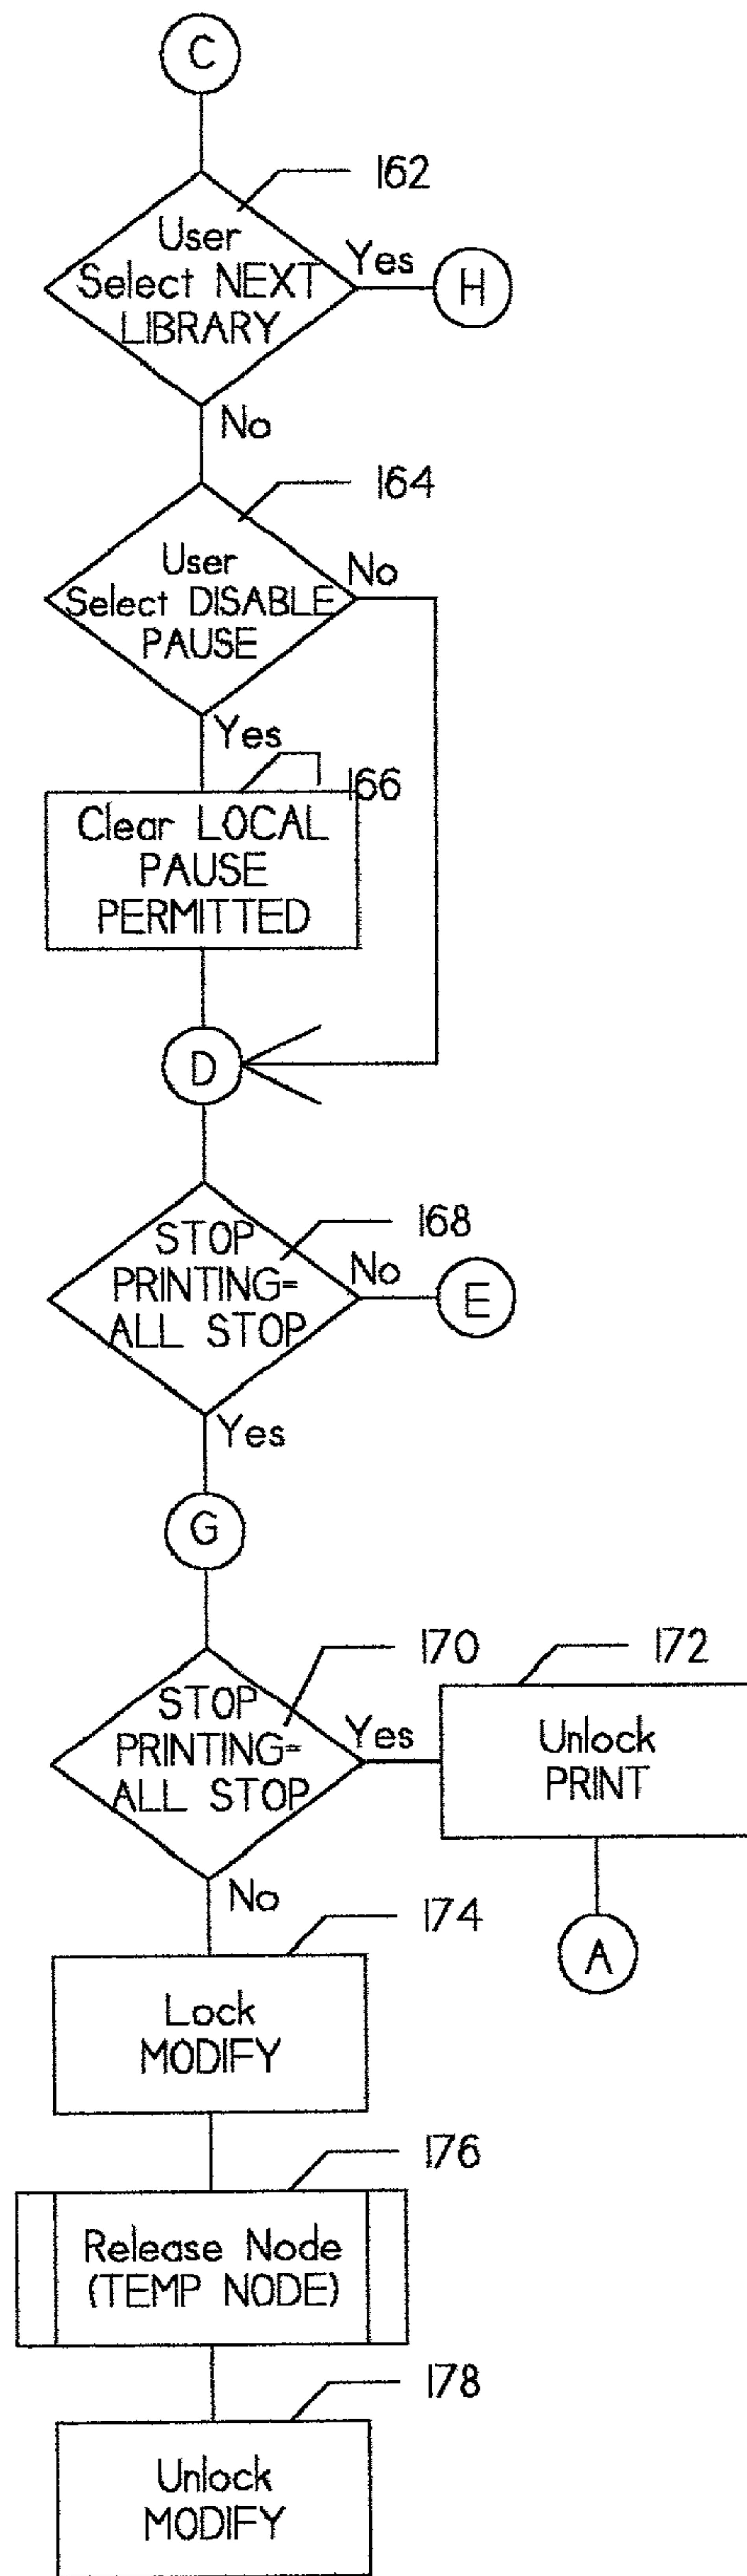 C
162
User
Select NEXT
LIBRARY
Yes
H
No
164
User
Select DISABLE
PAUSE
No
Yes
166
Clear LOCAL
PAUSE
PERMITTED
D
168
STOP
PRINTING=
ALL STOP
No
E
Yes
G
170
STOP
PRINTING=
ALL STOP
Yes
172
Unlock
PRINT
No
A
174
Lock
MODIFY
176
Release Node
(TEMP NODE)
178
Unlock
MODIFY